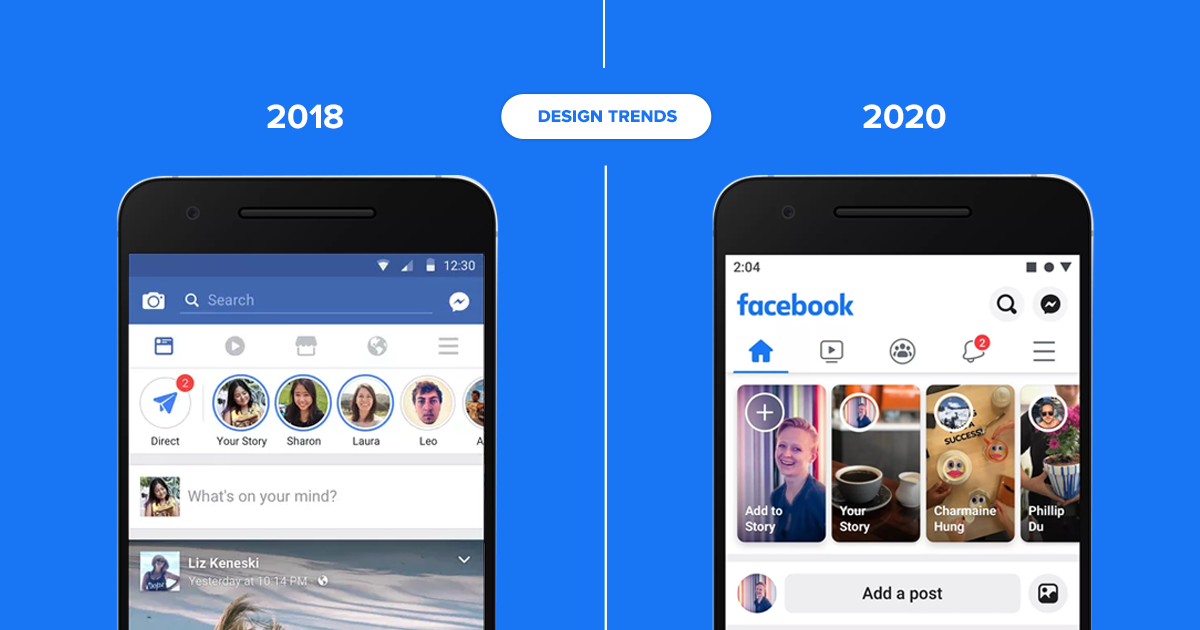 2018
DESIGN TRENDS
2020
12:30
Search
2
Direct
Your Story
Sharon
Laura
Leo
A
What's on your mind?
Liz Keneski
Yesterday at 10:14 PM
2:04
facebook
2
Add to
Story
Your
Story
SUCCESS!
Charmaine
Hung
Phillip
Du
Add a post